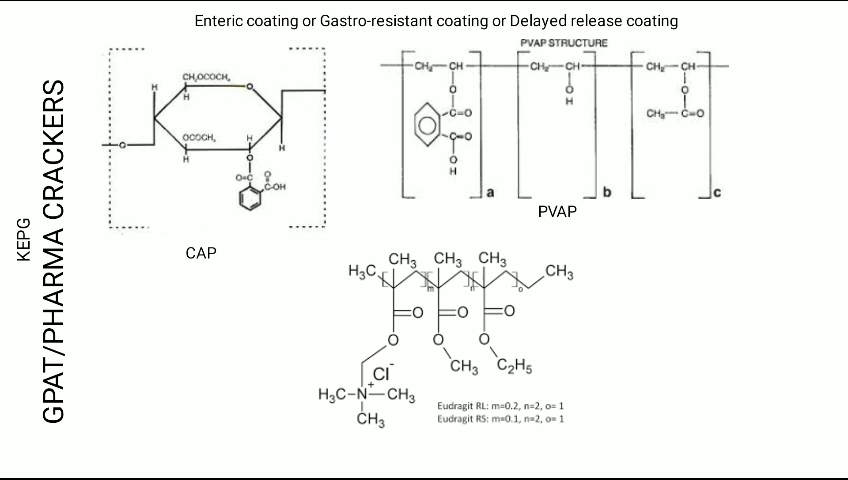 Enteric coating or Gastro-resistant coating or Delayed release coating
KEPG
GPAT/PHARMA CRACKERS
CH₂OCOCH₃
H
H
O
OCOCH₃
H
H
H
O
O
O=C
O
C-OH
CAP
PVAP STRUCTURE
CH₂— CH
O
C=O
C=O
O
H
a
CH₂— CH
O
H
b
CH₂— CH
O
CH₃— C=O
c
PVAP
H₃C
CH₃
CH₃
CH₃
CH₃
m
n
o
O
O
O
O
O
O
CH₃
C₂H₅
Cl⁻
H₃C-N⁺-CH₃
CH₃
Eudragit RL: m=0.2, n=2, o= 1
Eudragit RS: m=0.1, n=2, o= 1